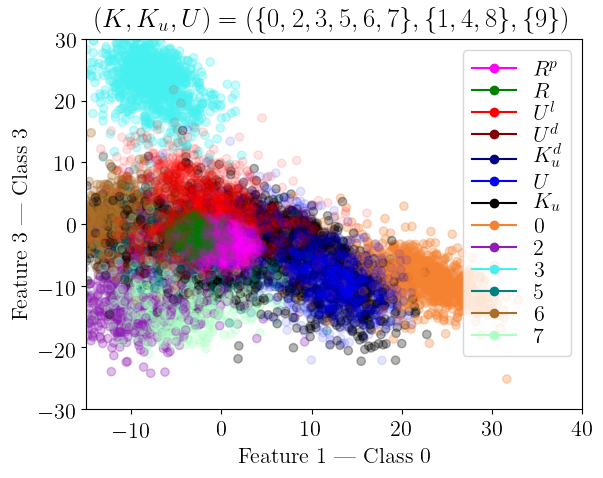 (K, K_u, U) = ({0, 2, 3, 5, 6, 7}, {1, 4, 8}, {9})
30
20
10
0
−10
−20
−30
Feature 3 — Class 3
−10
0
10
20
30
40
Feature 1 — Class 0
R^p
R
U^l
U^d
K_u^d
U
K_u
0
2
3
5
6
7